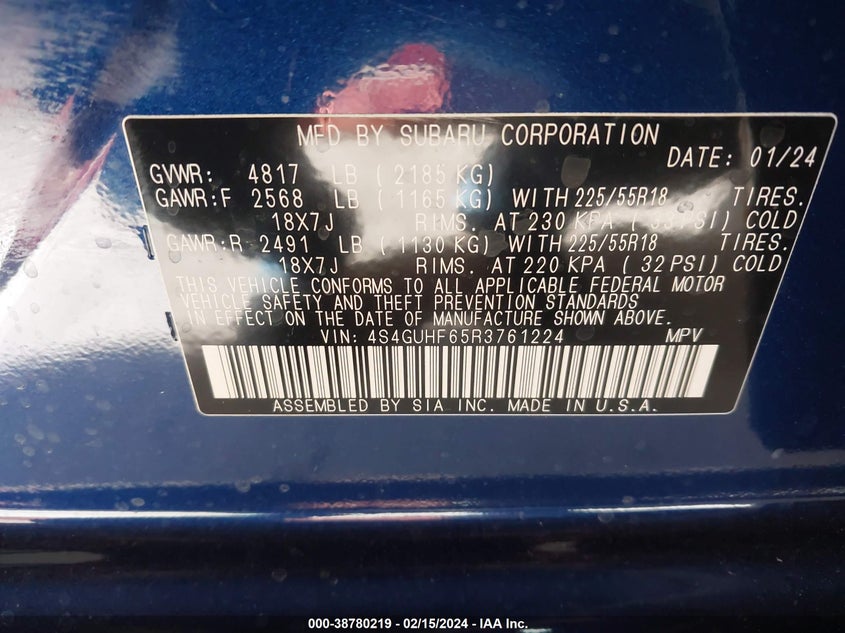 MFD BY SUBARU CORPORATION
DATE: 01/24
GVWR: 4817 LB ( 2185 KG)
GAWR:F 2568 LB ( 1165 KG) WITH 225/55R18 TIRES.
18X7J RIMS. AT 230 KPA ( 33 PSI) COLD
GAWR:R 2491 LB ( 1130 KG) WITH 225/55R18 TIRES.
18X7J RIMS. AT 220 KPA ( 32 PSI) COLD
THIS VEHICLE CONFORMS TO ALL APPLICABLE FEDERAL MOTOR
VEHICLE SAFETY AND THEFT PREVENTION STANDARDS
IN EFFECT ON THE DATE OF MANUFACTURE SHOWN ABOVE.
VIN: 4S4GUHF65R3761224 MPV
ASSEMBLED BY SIA INC. MADE IN U.S.A.
000-38780219 - 02/15/2024 - IAA Inc.